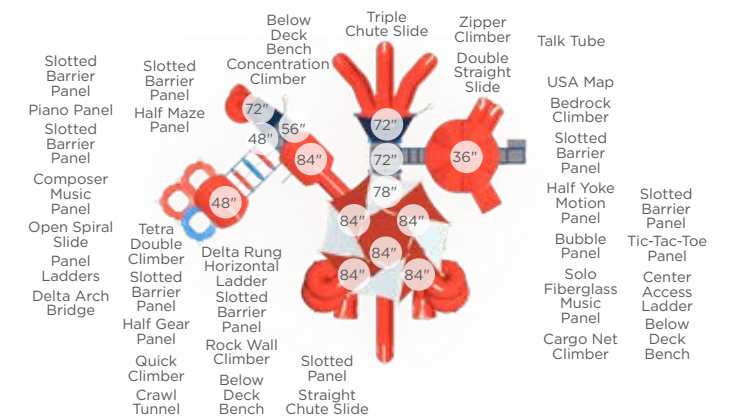 Slotted
Barrier
Panel
Piano Panel
Slotted
Barrier
Panel
Composer
Music
Panel
Open Spiral
Slide
Panel
Ladders
Delta Arch
Bridge
Slotted
Barrier
Panel
Half Maze
Panel
Tetra
Double
Climber
Slotted
Barrier
Panel
Half Gear
Panel
Quick
Climber
Crawl
Tunnel
Below
Deck
Bench
Concentration
Climber
Delta Rung
Horizontal
Ladder
Slotted
Barrier
Panel
Rock Wall
Climber
Below
Deck
Bench
Slotted
Panel
Straight
Chute Slide
Triple
Chute Slide
Zipper
Climber
Double
Straight
Slide
72"
56"
48"
84"
48"
72"
72"
36"
78"
84"
84"
84"
84"
84"
Talk Tube
USA Map
Bedrock
Climber
Slotted
Barrier
Panel
Half Yoke
Motion
Panel
Bubble
Panel
Solo
Fiberglass
Music
Panel
Cargo Net
Climber
Slotted
Barrier
Panel
Tic-Tac-Toe
Panel
Center
Access
Ladder
Below
Deck
Bench